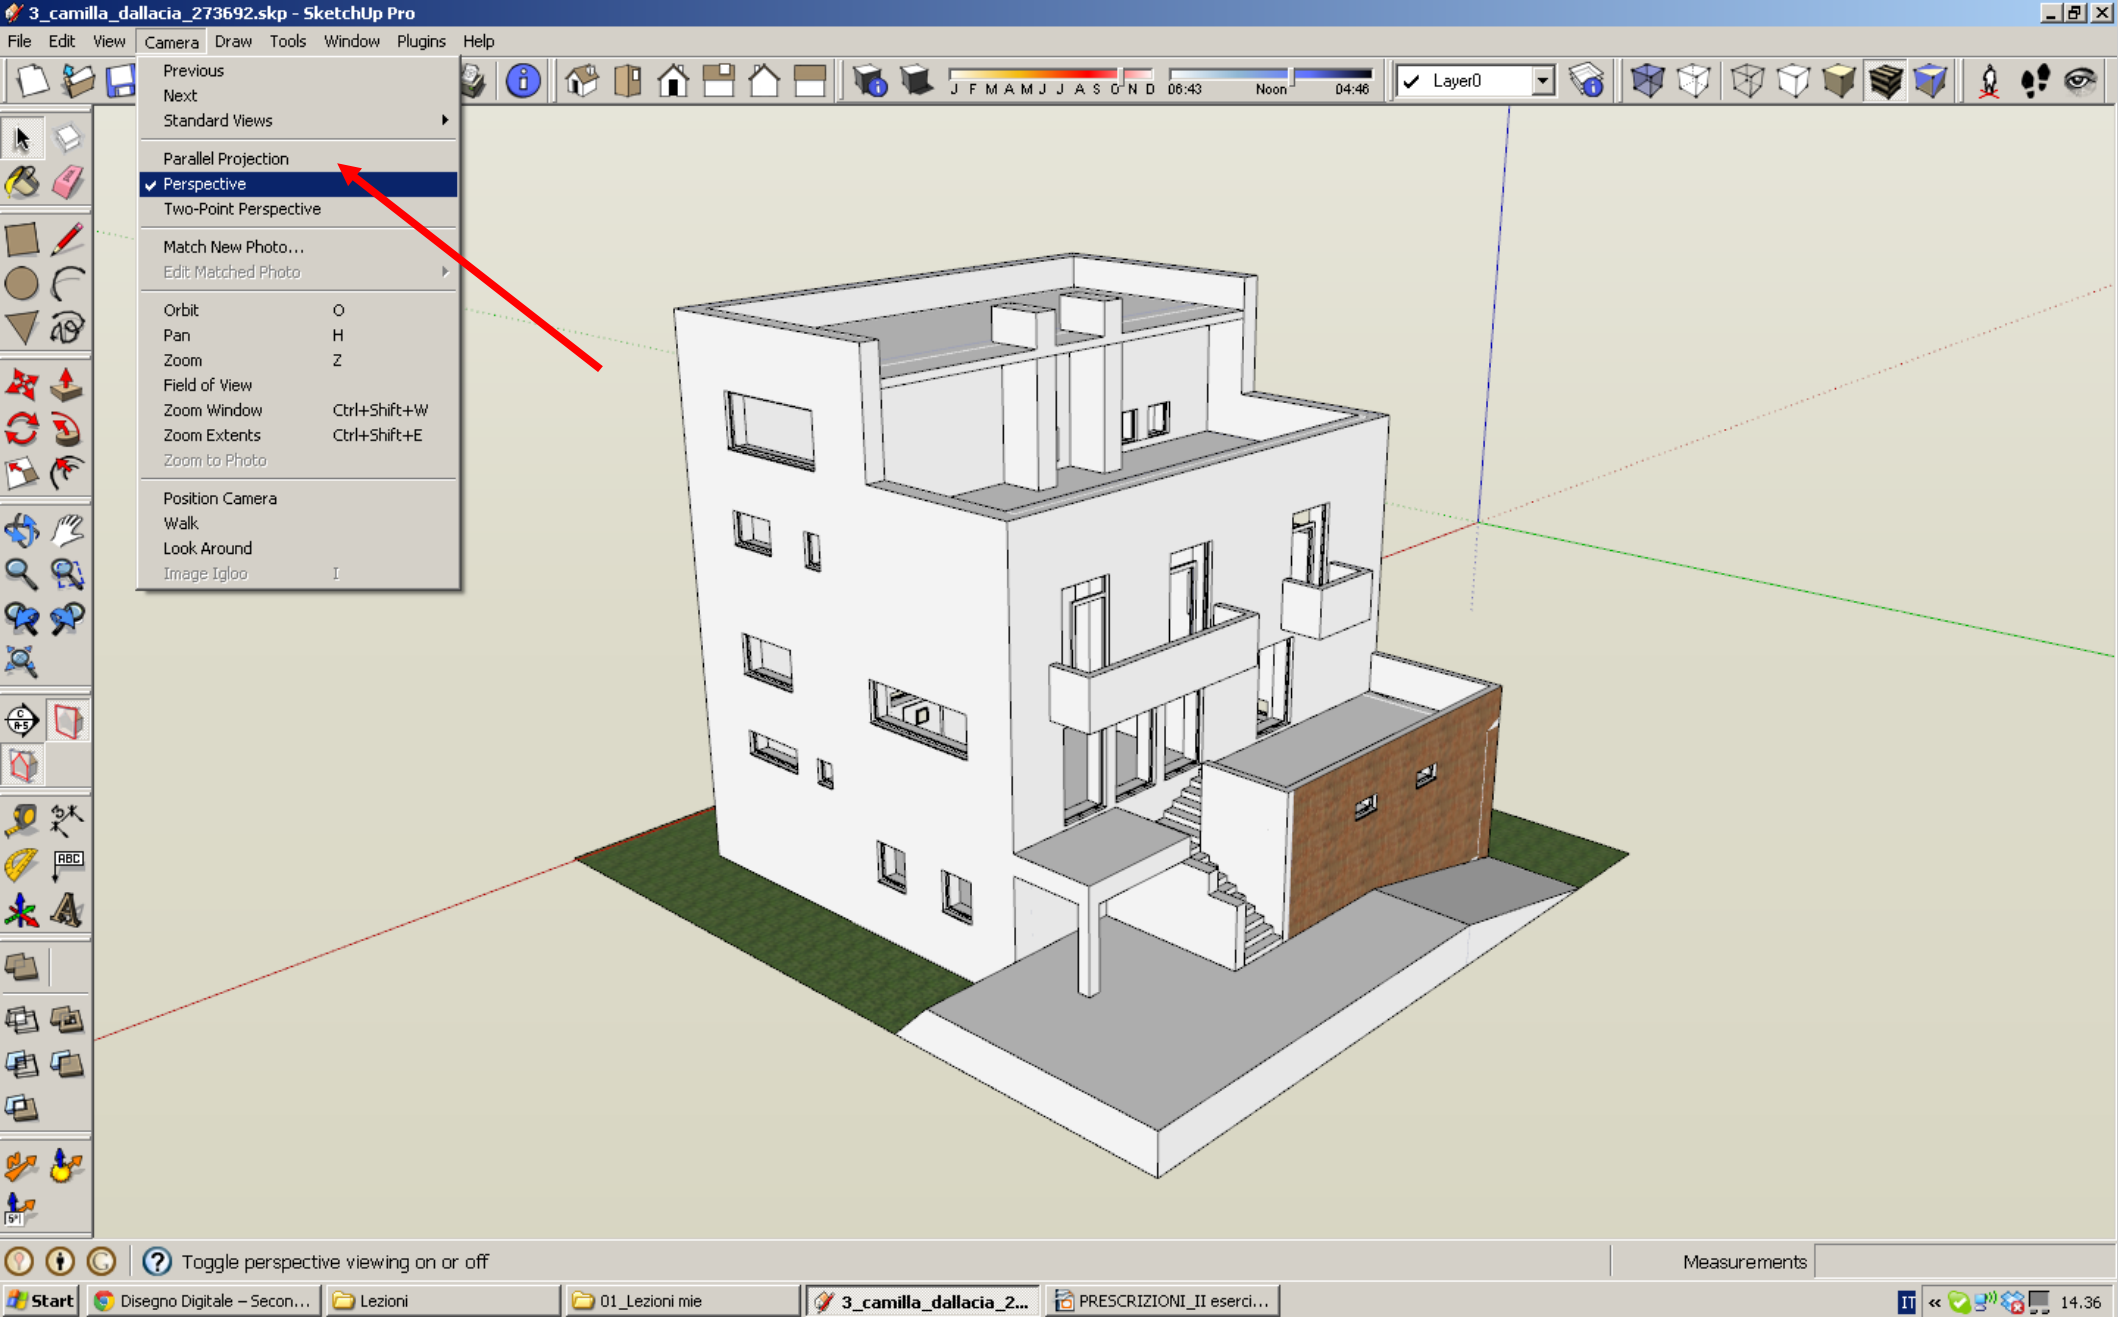 3_camilla_dallacia_273692.skp - SketchUp Pro
File Edit View Camera Draw Tools Window Plugins Help
J F M A M J J A S O N D 06:43 Noon 04:46 Layer0
Previous
Next
Standard Views
Parallel Projection
Perspective
Two-Point Perspective
Match New Photo...
Edit Matched Photo
Orbit O
Pan H
Zoom Z
Field of View
Zoom Window Ctrl+Shift+W
Zoom Extents Ctrl+Shift+E
Zoom to Photo
Position Camera
Walk
Look Around
Image Igloo I
C
A-5
ABC
A
Toggle perspective viewing on or off
Measurements
Start Disegno Digitale – Secon... Lezioni 01_Lezioni mie 3_camilla_dallacia_2... PRESCRIZIONI_II eserci... IT « 14.36